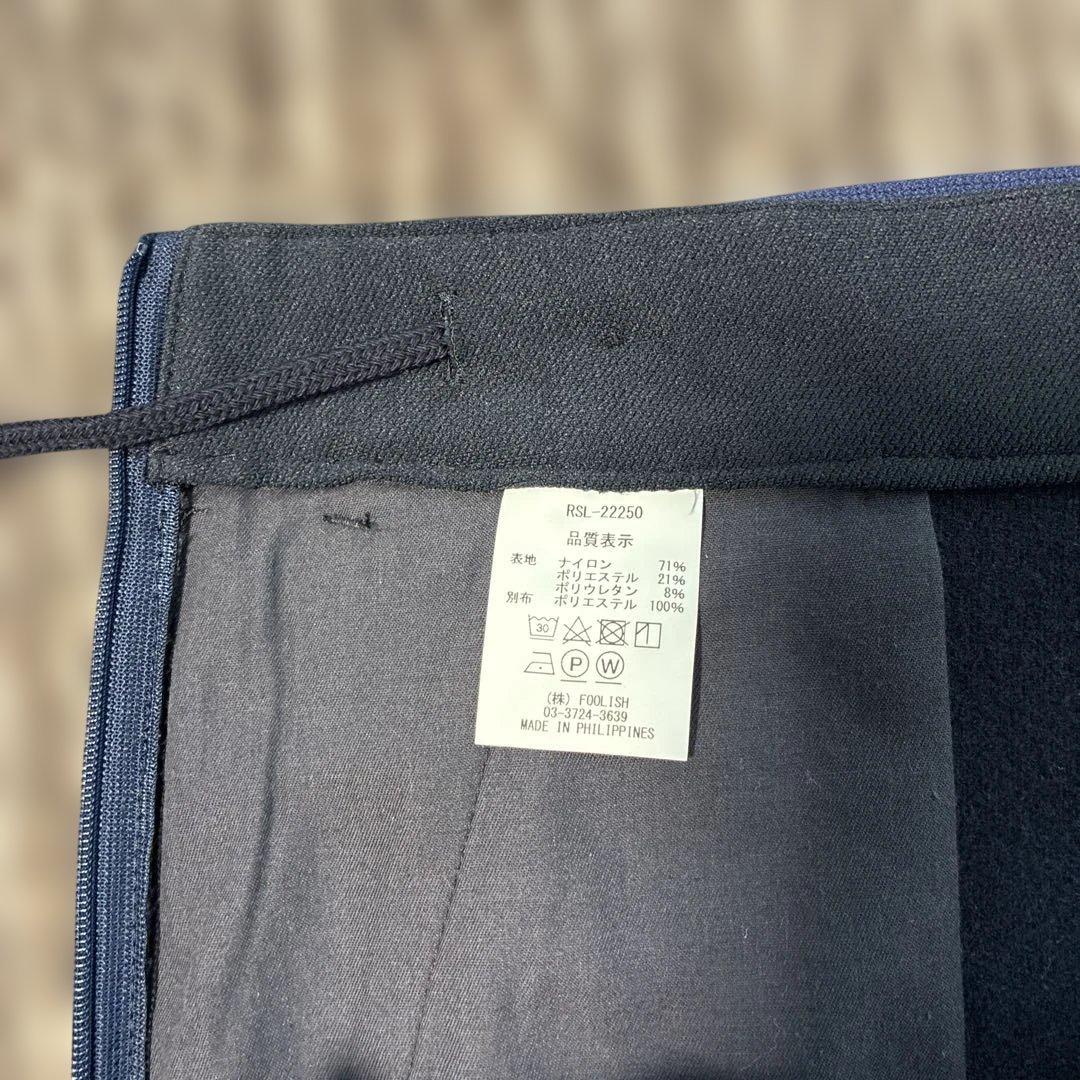 RSL-22250
品質表示
表地 ナイロン 71%
ポリエステル 21%
ポリウレタン 8%
別布 ポリエステル 100%
30
P W
(株) FOOLISH
03-3724-3639
MADE IN PHILIPPINES